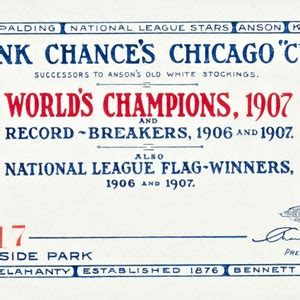 SPALDING NATIONAL LEAGUE STARS ANSON K
NK CHANCE'S CHICAGO "C
SUCCESSORS TO ANSON'S OLD WHITE STOCKINGS.
WORLD'S CHAMPIONS, 1907
AND
RECORD~BREAKERS, 1906 AND 1907.
ALSO
NATIONAL LEAGUE FLAG-WINNERS,
1906 AND 1907.
17
SIDE PARK
PRE
ELAHANTY ESTABLISHED 1876 BENNETT